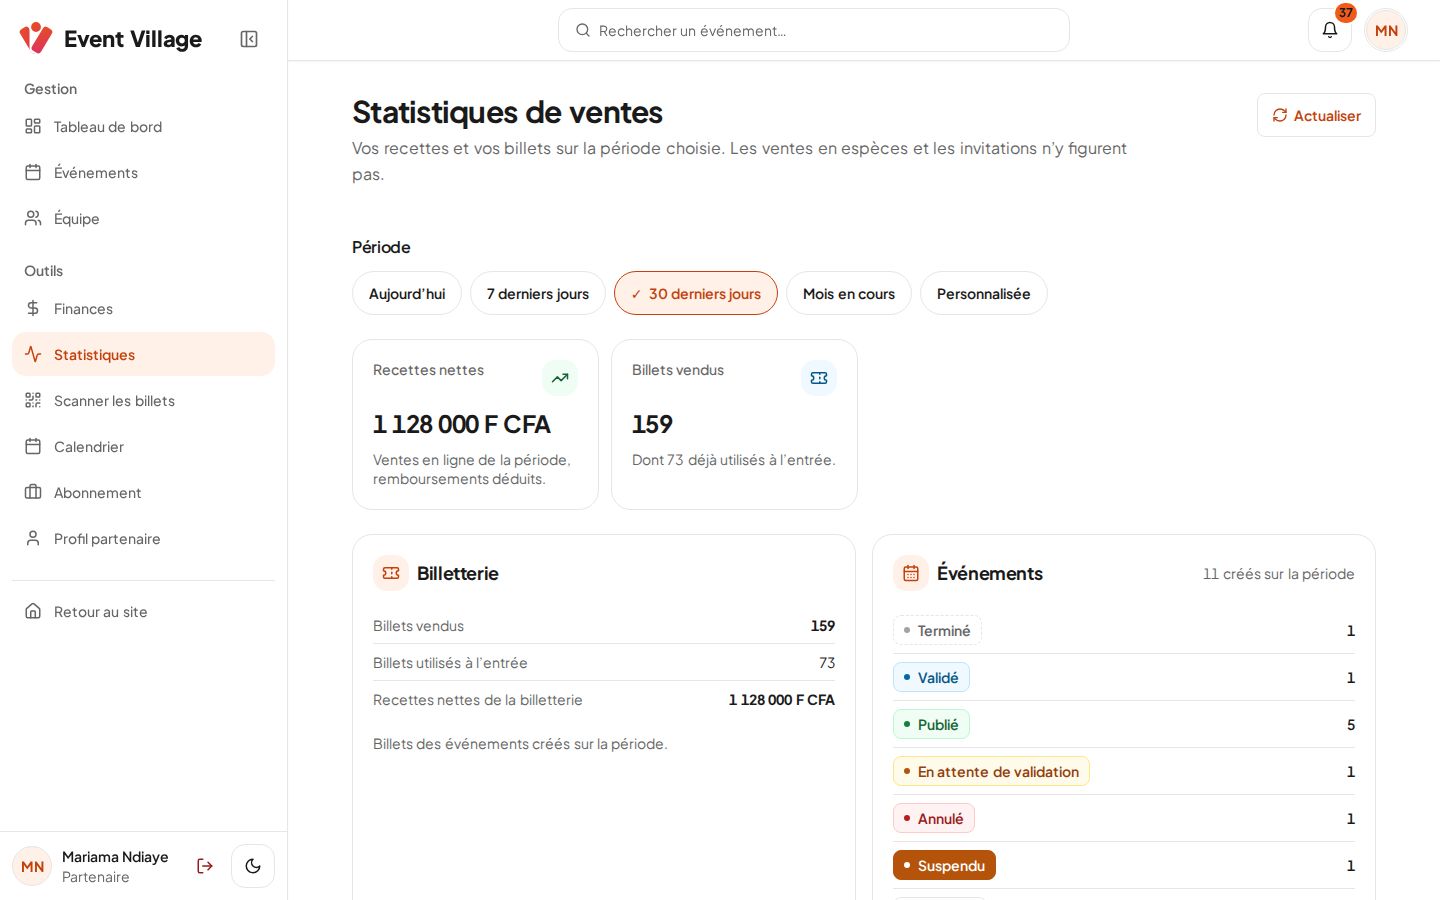 Event Village
Gestion
Tableau de bord
Événements
Équipe
Outils
Finances
Statistiques
Scanner les billets
Calendrier
Abonnement
Profil partenaire
Retour au site
MN
Mariama Ndiaye
Partenaire
Rechercher un événement…
37
MN
Statistiques de ventes
Vos recettes et vos billets sur la période choisie. Les ventes en espèces et les invitations n’y figurent
pas.
Actualiser
Période
Aujourd’hui
7 derniers jours
✓ 30 derniers jours
Mois en cours
Personnalisée
Recettes nettes
1 128 000 F CFA
Ventes en ligne de la période,
remboursements déduits.
Billets vendus
159
Dont 73 déjà utilisés à l’entrée.
Billetterie
Billets vendus 159
Billets utilisés à l’entrée 73
Recettes nettes de la billetterie 1 128 000 F CFA
Billets des événements créés sur la période.
Événements 11 créés sur la période
Terminé 1
Validé 1
Publié 5
En attente de validation 1
Annulé 1
Suspendu 1